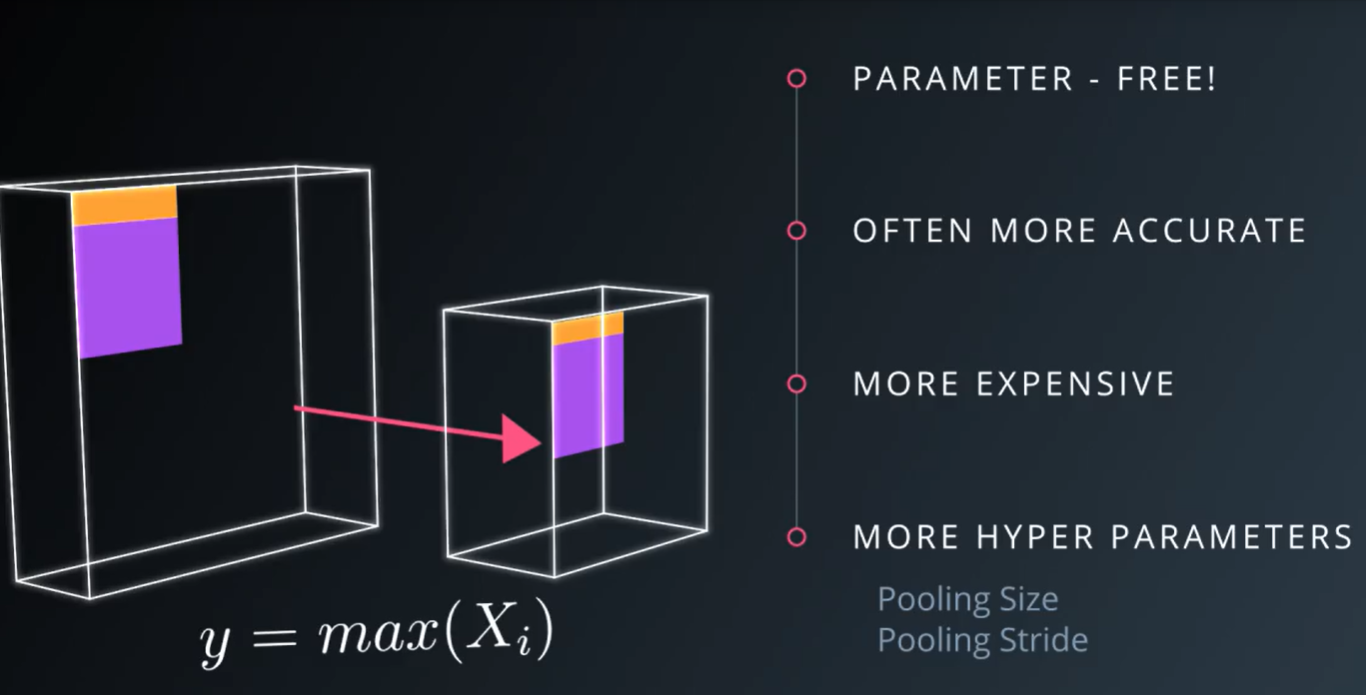 PARAMETER - FREE!
OFTEN MORE ACCURATE
MORE EXPENSIVE
MORE HYPER PARAMETERS
Pooling Size
Pooling Stride
y = max(X_i)